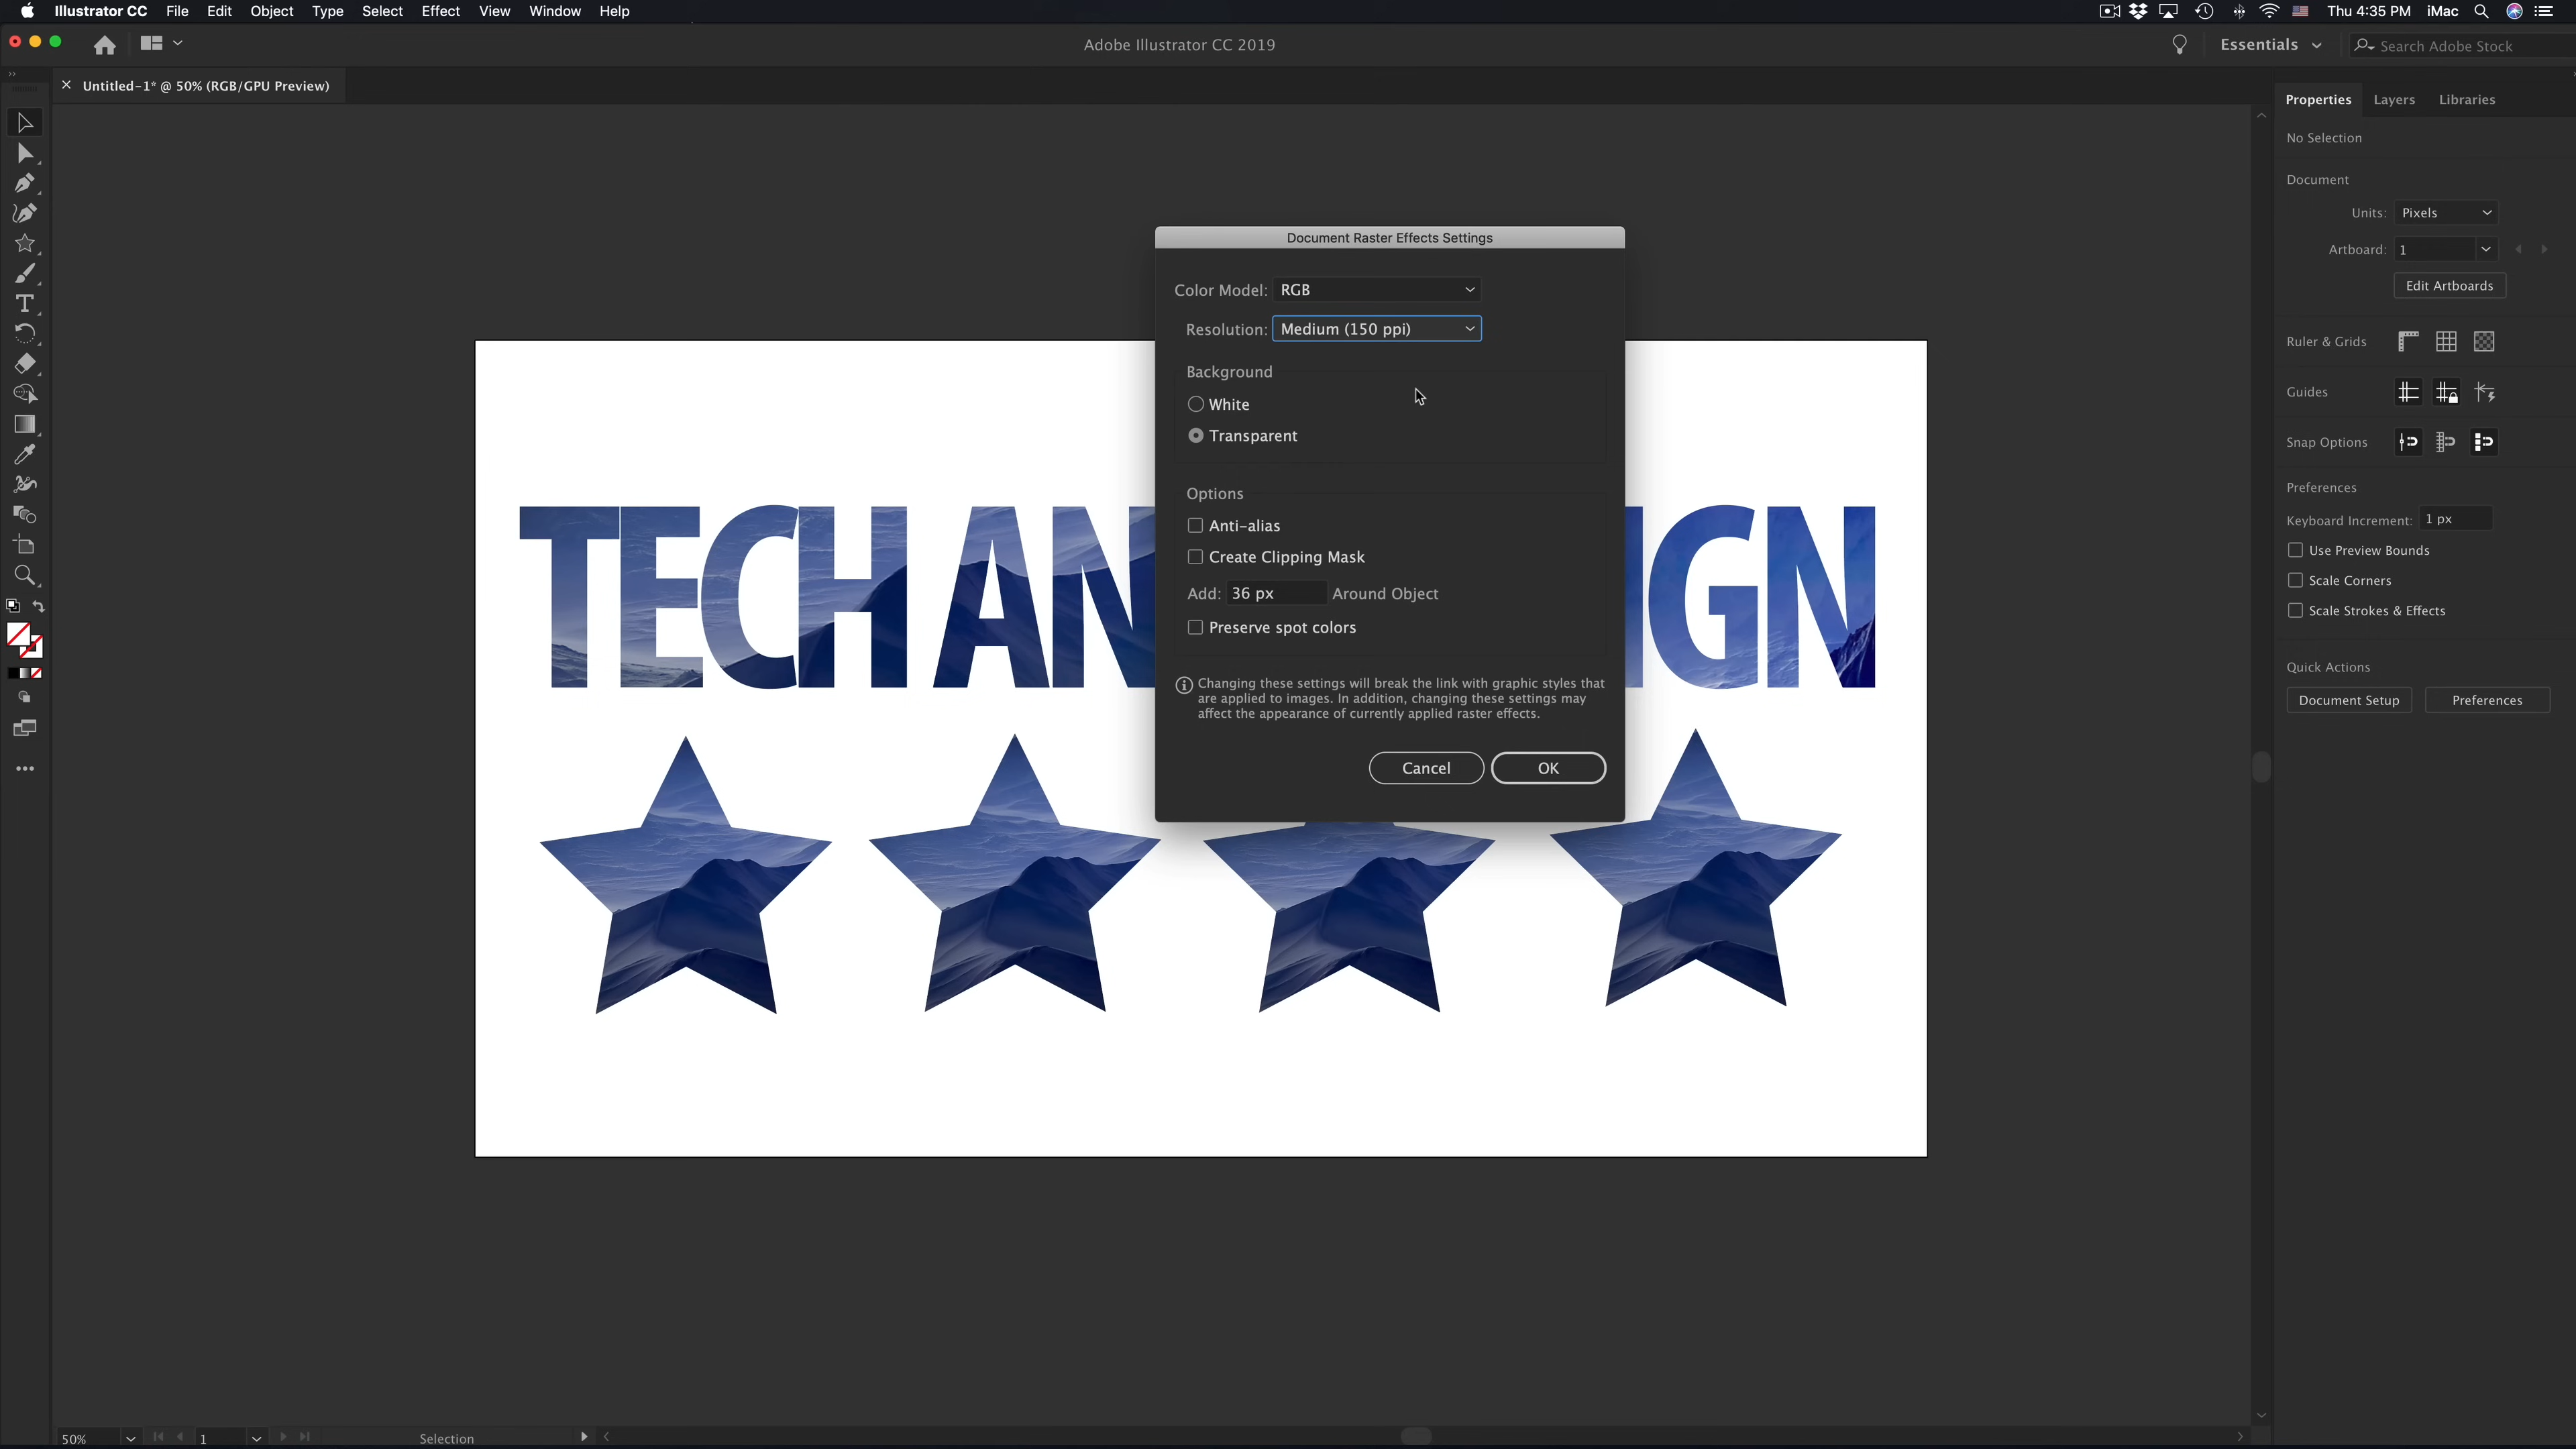 Illustrator CC File Edit Object Type Select Effect View Window Help
Thu 4:35 PM iMac
Adobe Illustrator CC 2019
Essentials
Search Adobe Stock
Untitled-1* @ 50% (RGB/GPU Preview)
Properties Layers Libraries
No Selection
Document
Units: Pixels
Artboard: 1
Edit Artboards
Ruler & Grids
Guides
Snap Options
Preferences
Keyboard Increment: 1 px
Use Preview Bounds
Scale Corners
Scale Strokes & Effects
Quick Actions
Document Setup Preferences
Document Raster Effects Settings
Color Model: RGB
Resolution: Medium (150 ppi)
Background
White
Transparent
Options
Anti-alias
Create Clipping Mask
Add: 36 px Around Object
Preserve spot colors
Changing these settings will break the link with graphic styles that
are applied to images. In addition, changing these settings may
affect the appearance of currently applied raster effects.
Cancel OK
TECH AN IGN
50% 1 Selection